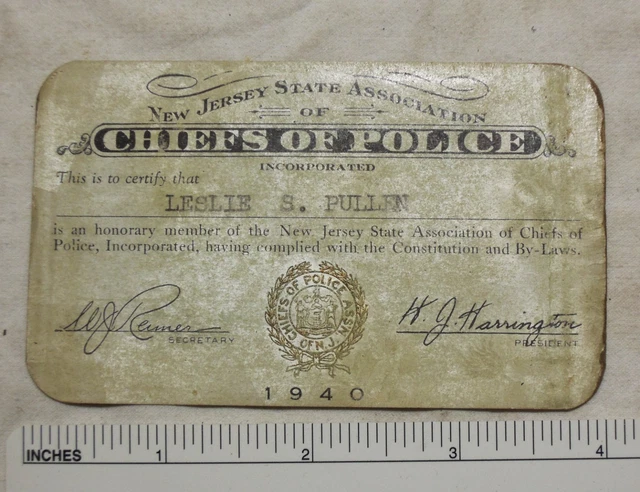 NEW JERSEY STATE ASSOCIATION
OF
CHIEFS OF POLICE
INCORPORATED
This is to certify that
LESLIE S. PULLEN
is an honorary member of the New Jersey State Association of Chiefs of
Police, Incorporated, having complied with the Constitution and By-Laws.
CHIEFS OF POLICE ASS'N
OF N.J.
H. J. Harrington
SECRETARY
PRESIDENT
1940
INCHES 1 2 3 4